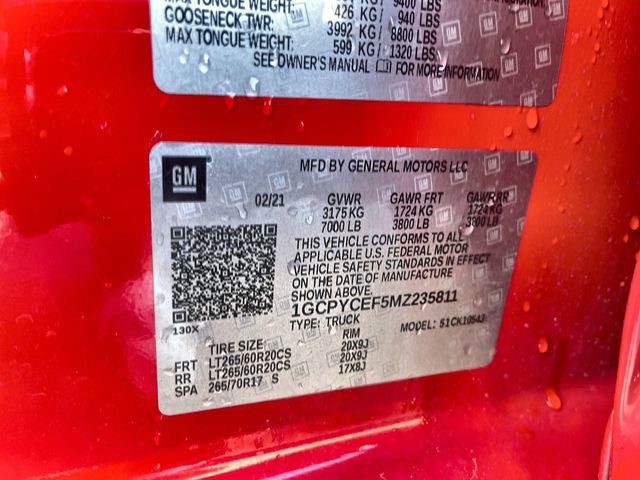 MAX TONGUE WEIGHT: 426 KG / 940 LBS
GOOSENECK TWR: 3992 KG / 8800 LBS
MAX TONGUE WEIGHT: 599 KG / 1320 LBS
SEE OWNER'S MANUAL FOR MORE INFORMATION
GM
MFD BY GENERAL MOTORS LLC
02/21 GVWR GAWR FRT GAWR RR
3175 KG 1724 KG 1724 KG
7000 LB 3800 LB 3800 LB
THIS VEHICLE CONFORMS TO ALL
APPLICABLE U.S. FEDERAL MOTOR
VEHICLE SAFETY STANDARDS IN EFFECT
ON THE DATE OF MANUFACTURE
SHOWN ABOVE.
1GCPYCEF5MZ235811
130X
TYPE: TRUCK MODEL: 51CK10543
TIRE SIZE RIM
FRT LT265/60R20CS 20X9J
RR LT265/60R20CS 20X9J
SPA 265/70R17 S 17X8J